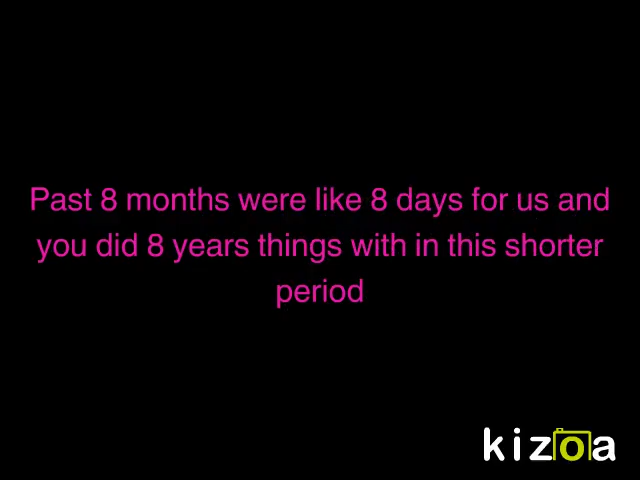 Past 8 months were like 8 days for us and
you did 8 years things with in this shorter
period
kizoa